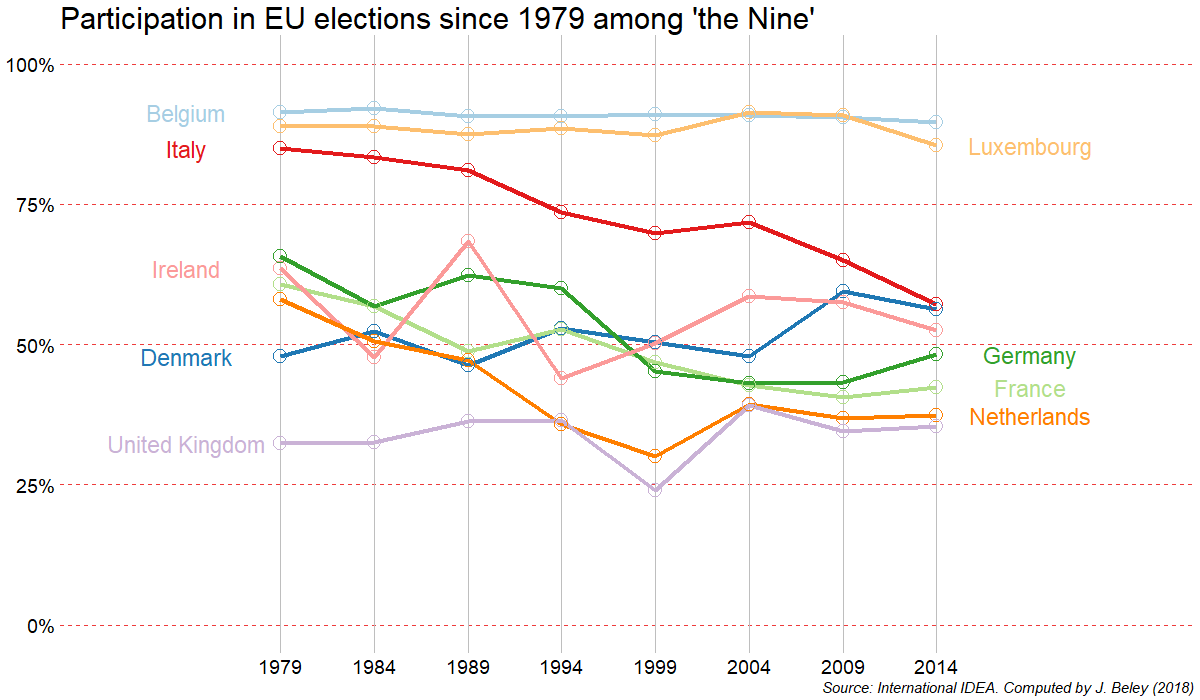 Participation in EU elections since 1979 among 'the Nine'
100%
Belgium
Luxembourg
Italy
75%
Ireland
50%
Denmark
Germany
France
Netherlands
United Kingdom
25%
0%
1979 1984 1989 1994 1999 2004 2009 2014
Source: International IDEA. Computed by J. Beley (2018)